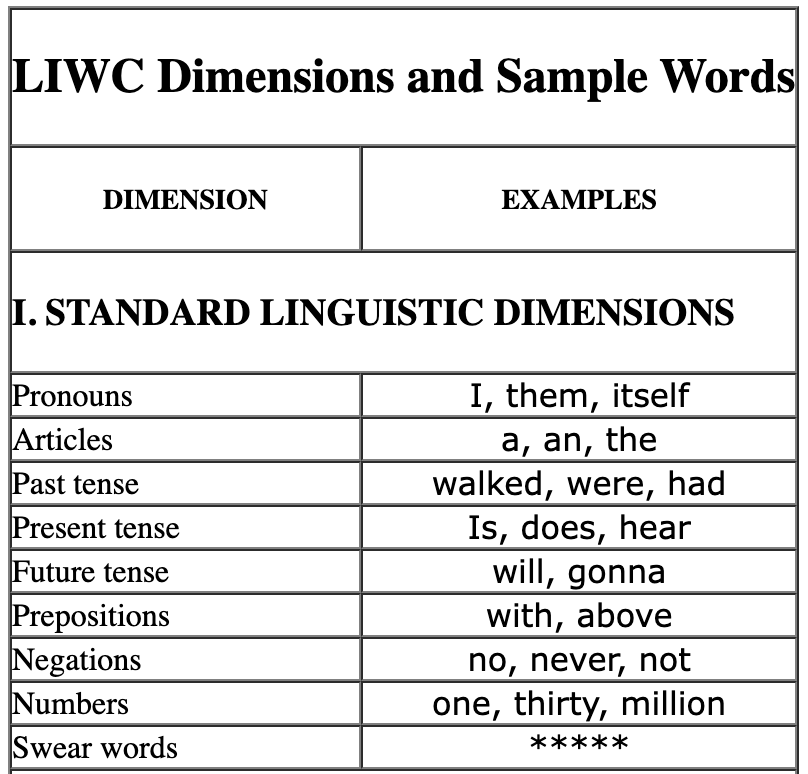 LIWC Dimensions and Sample Words
DIMENSION EXAMPLES
I. STANDARD LINGUISTIC DIMENSIONS
Pronouns I, them, itself
Articles a, an, the
Past tense walked, were, had
Present tense Is, does, hear
Future tense will, gonna
Prepositions with, above
Negations no, never, not
Numbers one, thirty, million
Swear words *****